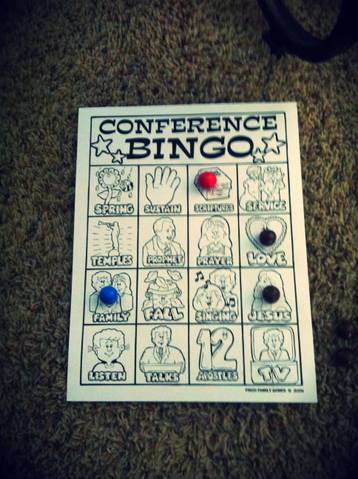 CONFERENCE
BINGO
SPRING SUSTAIN SCRIPTURES SERVICE
TEMPLES PROPHET PRAYER LOVE
FAMILY FALL SINGING JESUS
LISTEN TALKS 12 APOSTLES TV